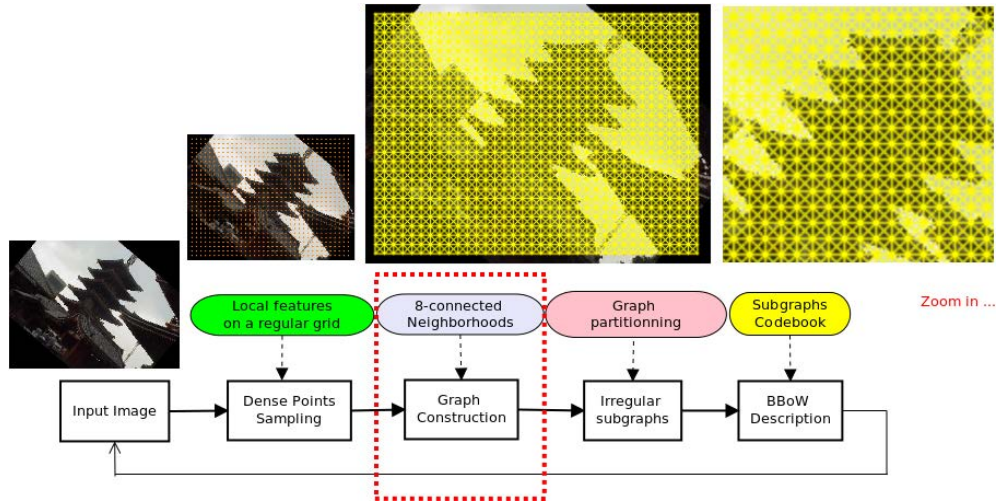 Local features
on a regular grid
8-connected
Neighborhoods
Graph
partitionning
Subgraphs
Codebook
Zoom in ...
Input Image
Dense Points
Sampling
Graph
Construction
Irregular
subgraphs
BBoW
Description